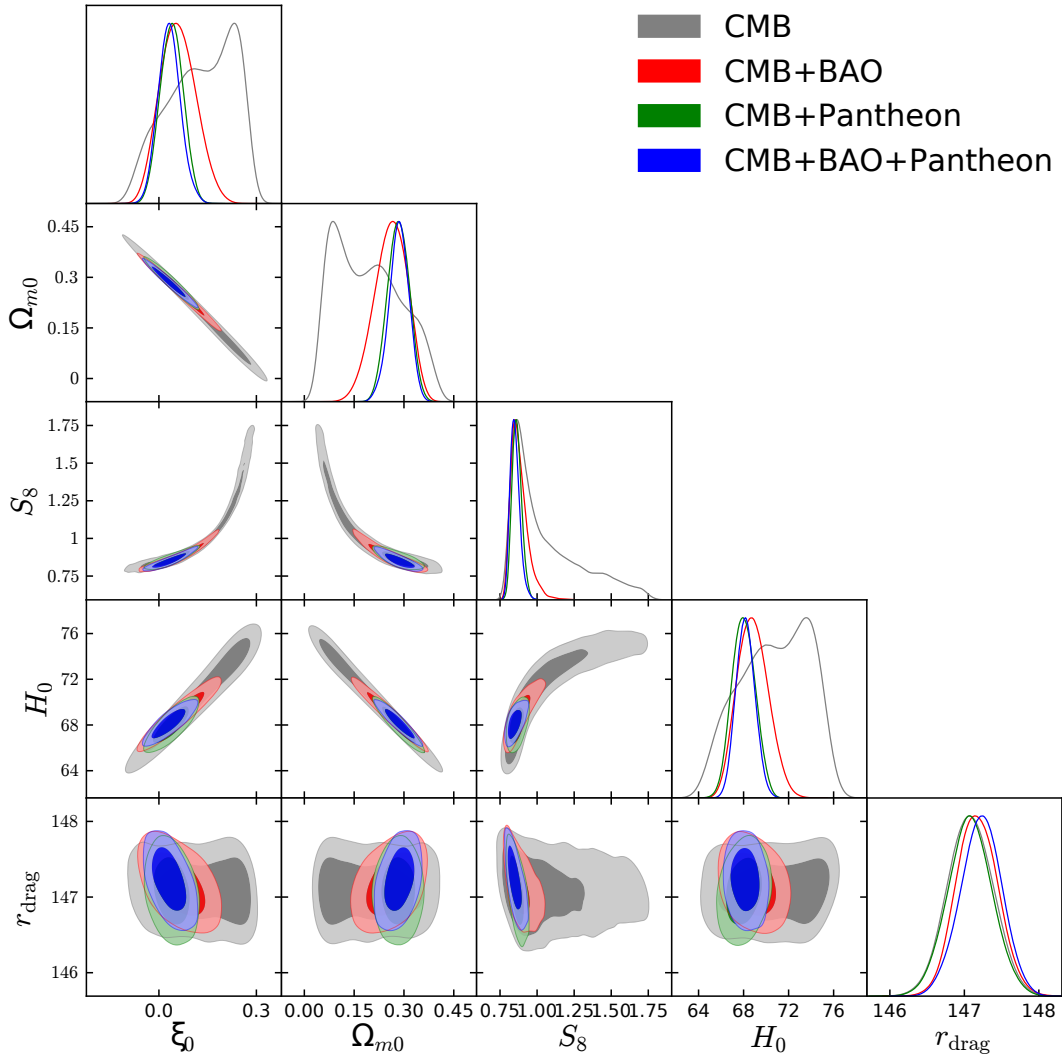 CMB
CMB+BAO
CMB+Pantheon
CMB+BAO+Pantheon
0.45
0.30
0.15
0
Ωm0
1.75
1.5
1
0.75
S8
76
72
68
64
H0
148
147
146
rdrag
0.0 0.3
ξ0
0.00 0.15 0.30 0.45
Ωm0
0.75 1.00 1.25 1.50 1.75
S8
64 68 72 76
H0
146 147 148
rdrag